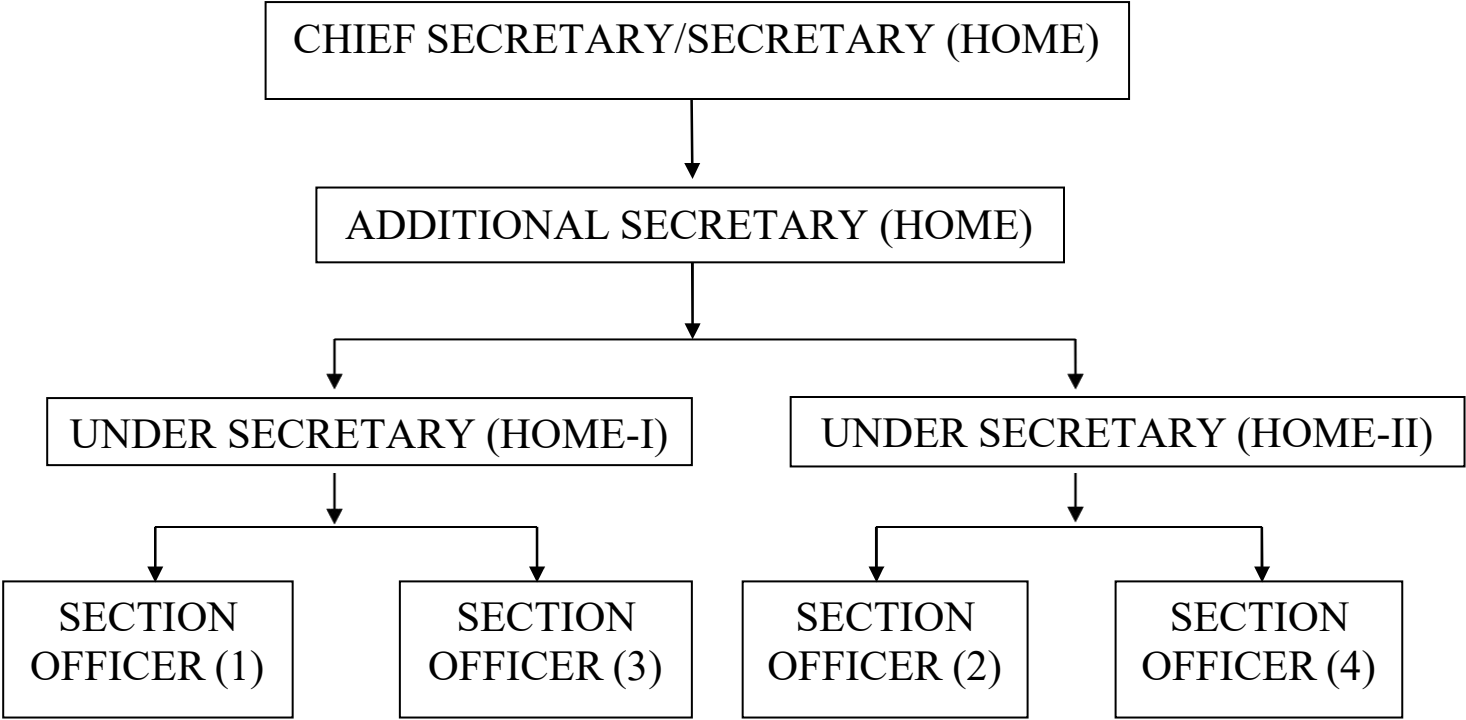 CHIEF SECRETARY/SECRETARY (HOME)
ADDITIONAL SECRETARY (HOME)
UNDER SECRETARY (HOME-I)
UNDER SECRETARY (HOME-II)
SECTION
OFFICER (1)
SECTION
OFFICER (3)
SECTION
OFFICER (2)
SECTION
OFFICER (4)